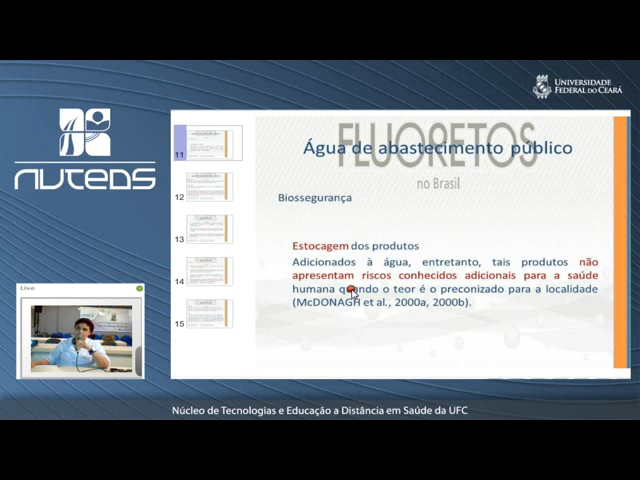 UNIVERSIDADE
FEDERAL DO CEARÁ
NUTEDS
FLUORETOS
Água de abastecimento público
no Brasil
Biossegurança
Estocagem dos produtos
Adicionados à água, entretanto, tais produtos não
apresentam riscos conhecidos adicionais para a saúde
humana quando o teor é o preconizado para a localidade
(McDONAGH et al., 2000a, 2000b).
11
12
13
14
15
Live
Núcleo de Tecnologias e Educação a Distância em Saúde da UFC